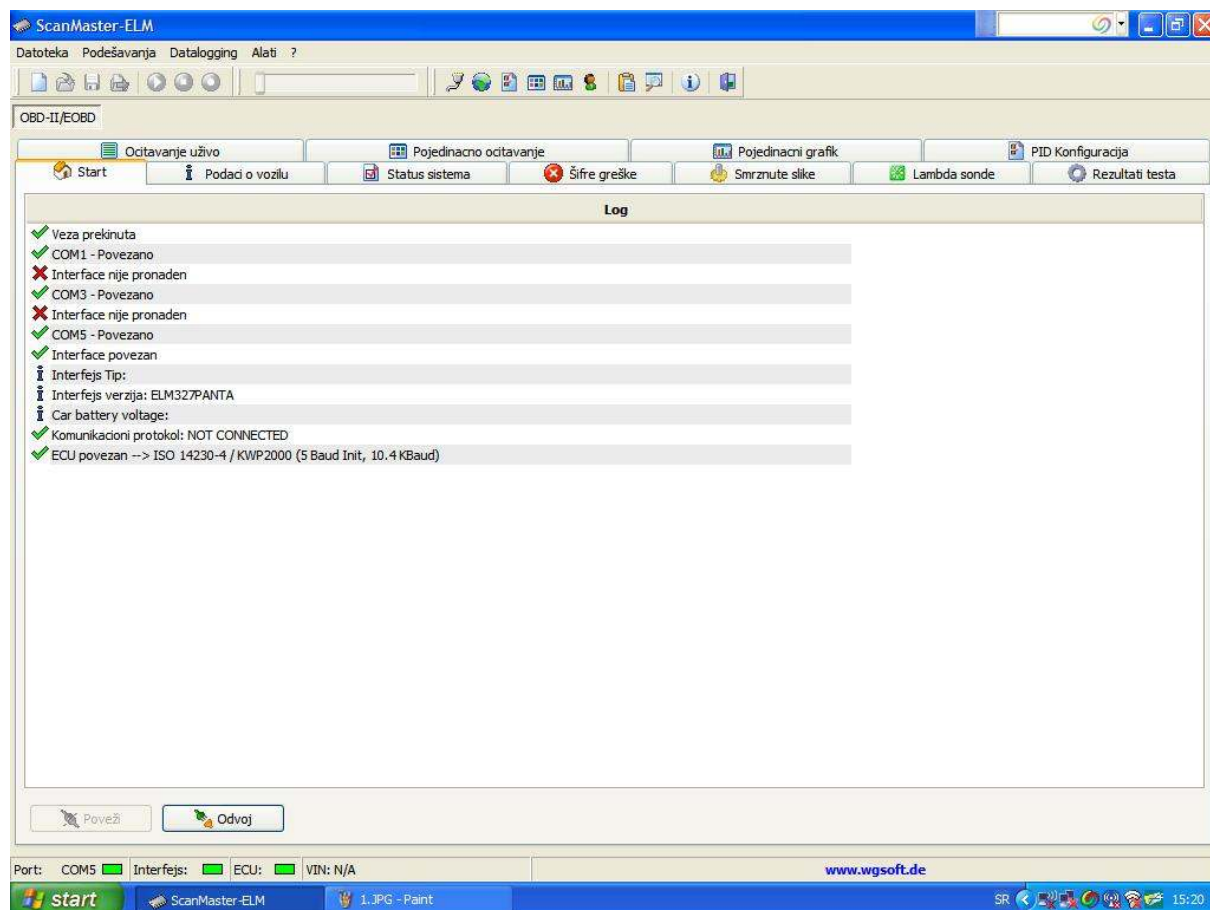 ScanMaster-ELM
Datoteka Podešavanja Datalogging Alati ?
OBD-II/EOBD
Ocitavanje uživo Pojedinacno ocitavanje Pojedinacni grafik PID Konfiguracija
Start Podaci o vozilu Status sistema Šifre greške Smrznute slike Lambda sonde Rezultati testa
Log
Veza prekinuta
COM1 - Povezano
Interface nije pronaden
COM3 - Povezano
Interface nije pronaden
COM5 - Povezano
Interface povezan
Interfejs Tip:
Interfejs verzija: ELM327PANTA
Car battery voltage:
Komunikacioni protokol: NOT CONNECTED
ECU povezan --> ISO 14230-4 / KWP2000 (5 Baud Init, 10.4 KBaud)
Poveži Odvoj
Port: COM5 Interfejs: ECU: VIN: N/A www.wgsoft.de
start ScanMaster-ELM 1.JPG - Paint SR 15:20